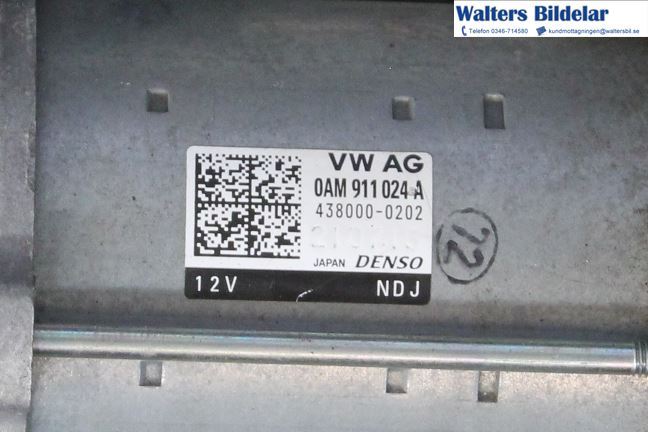 Walters Bildelar
Telefon 0346-714580 kundmottagningen@waltersbil.se
VW AG
0AM 911 024 A
438000-0202
JAPAN DENSO
12V NDJ
12